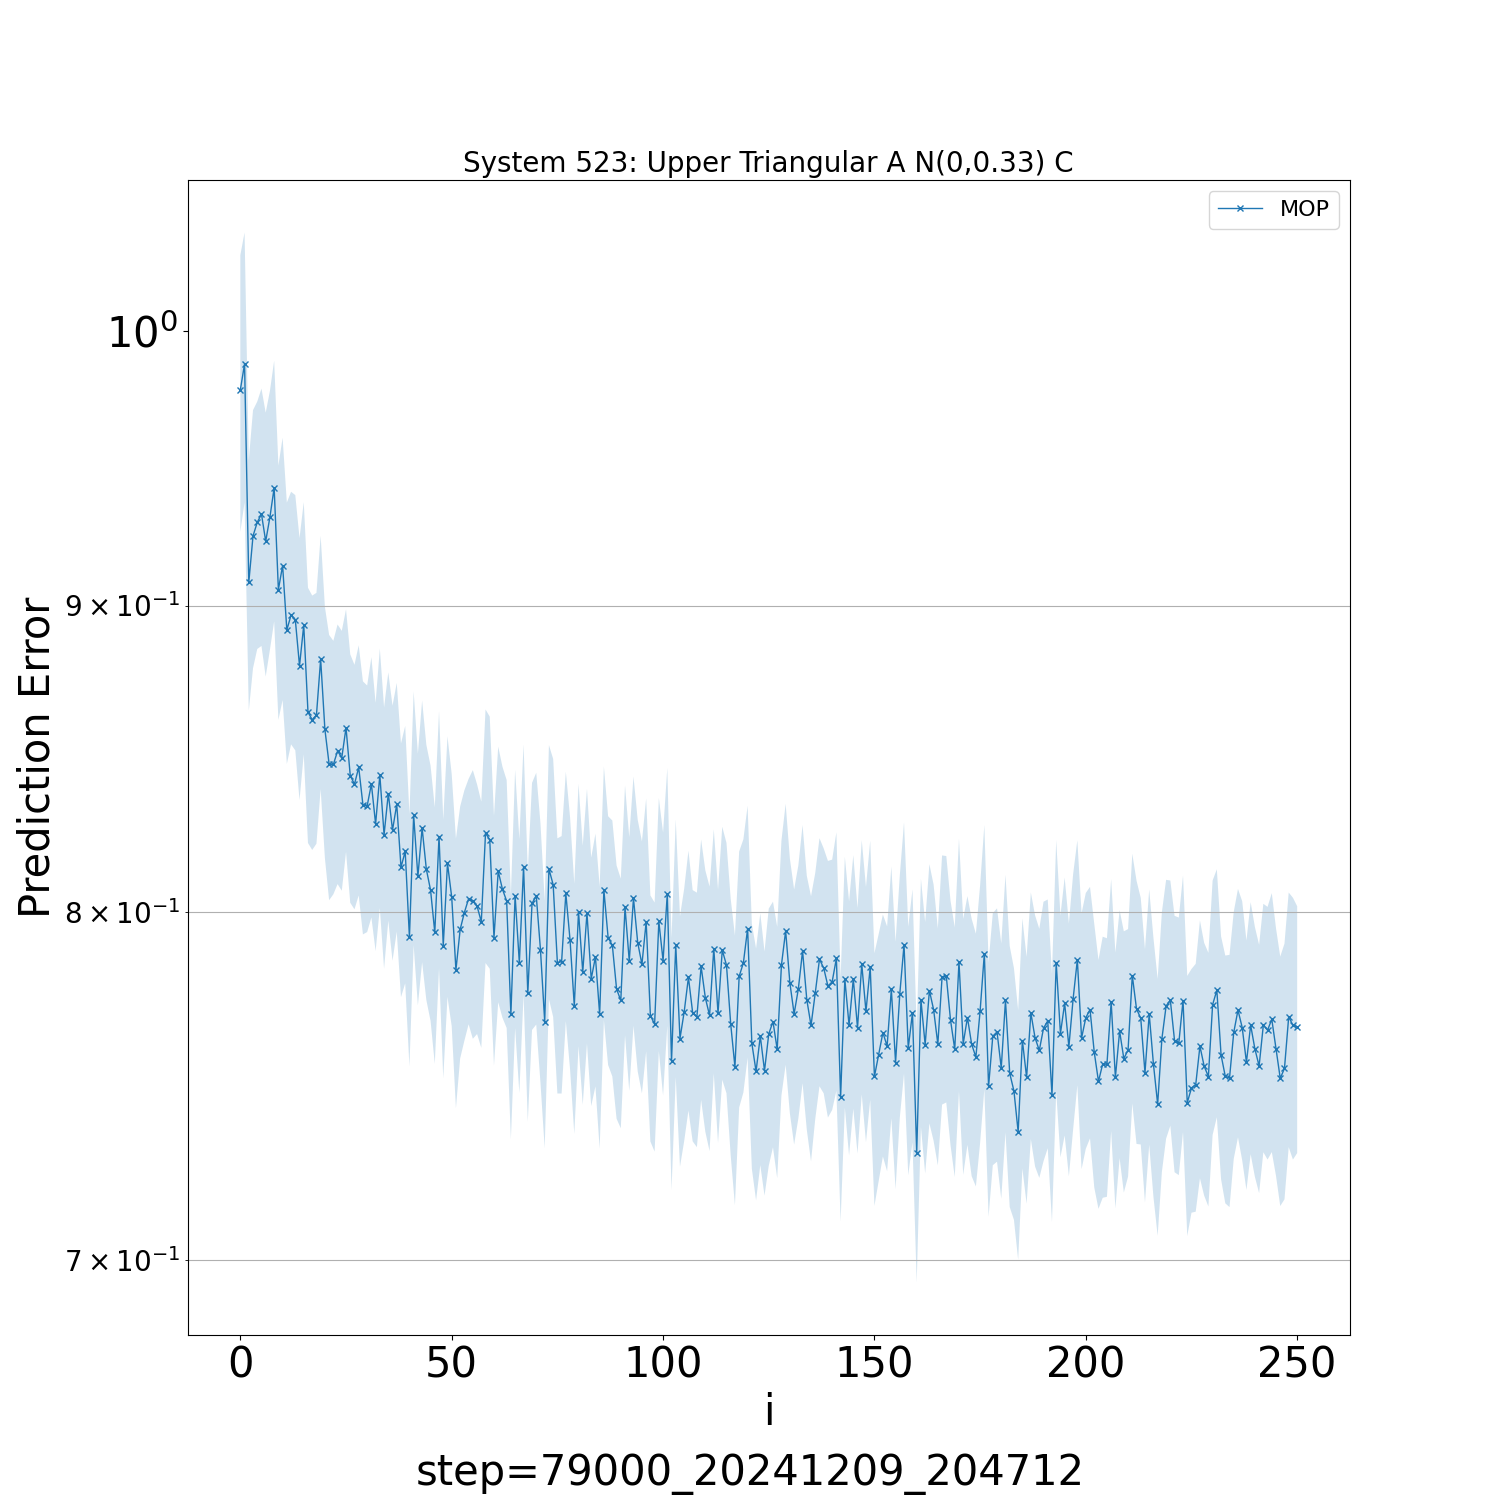 System 523: Upper Triangular A N(0,0.33) C
MOP
10⁰
9 × 10⁻¹
8 × 10⁻¹
7 × 10⁻¹
Prediction Error
0 50 100 150 200 250
i
step=79000_20241209_204712